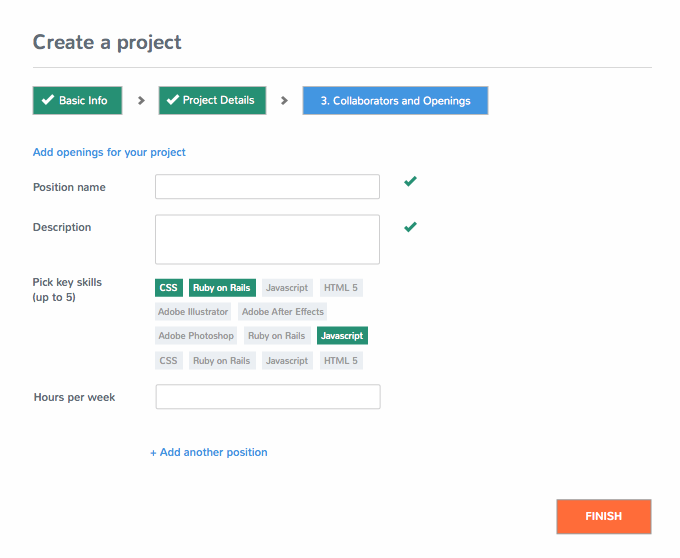 Create a project
Basic Info
Project Details
3. Collaborators and Openings
Add openings for your project
Position name
Description
Pick key skills
(up to 5)
CSS Ruby on Rails Javascript HTML 5
Adobe Illustrator Adobe After Effects
Adobe Photoshop Ruby on Rails Javascript
CSS Ruby on Rails Javascript HTML 5
Hours per week
+ Add another position
FINISH